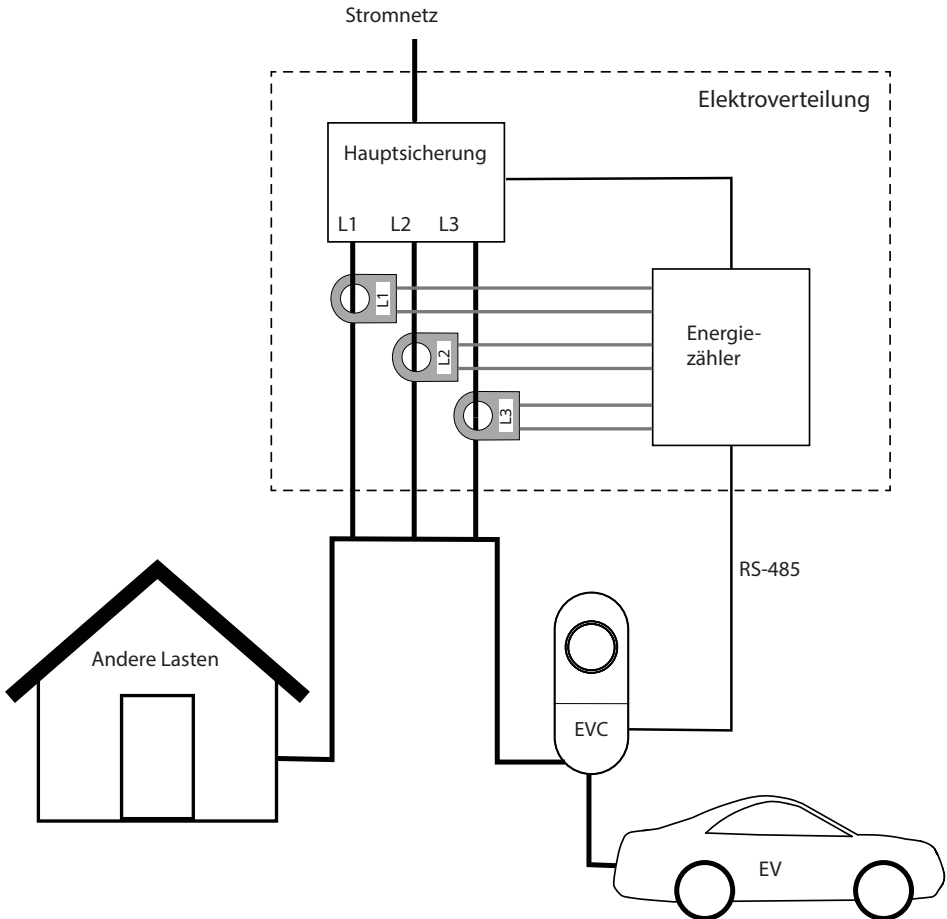 Stromnetz
Elektroverteilung
Hauptsicherung
L1 L2 L3
L1
L2
L3
Energie-
zähler
RS-485
Andere Lasten
EVC
EV